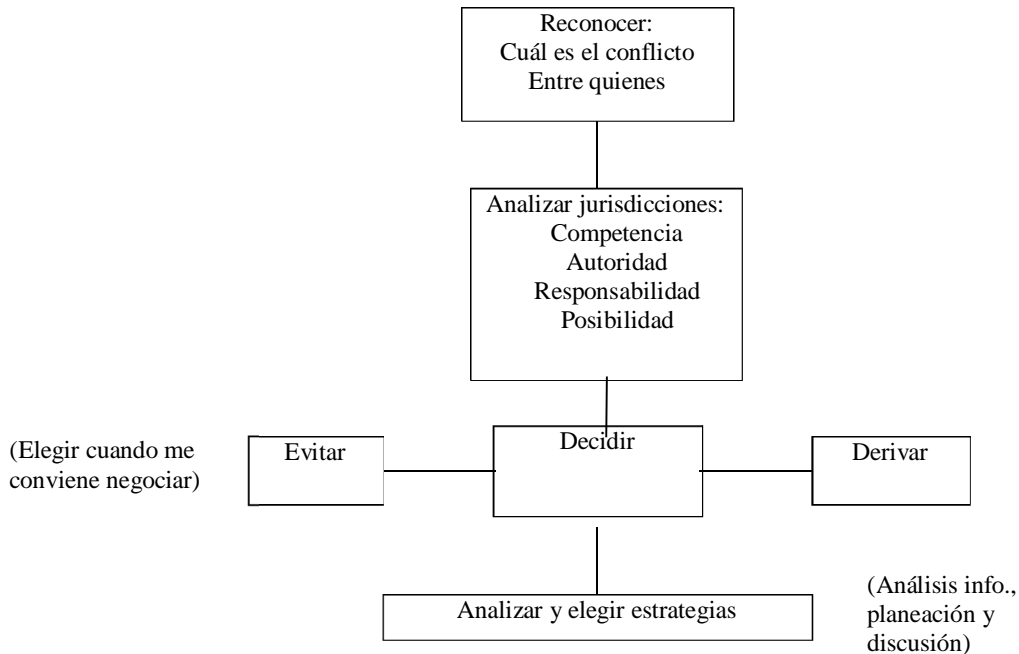 Reconocer:
Cuál es el conflicto
Entre quienes
Analizar jurisdicciones:
Competencia
Autoridad
Responsabilidad
Posibilidad
(Elegir cuando me
conviene negociar)
Evitar
Decidir
Derivar
Analizar y elegir estrategias
(Análisis info.,
planeación y
discusión)